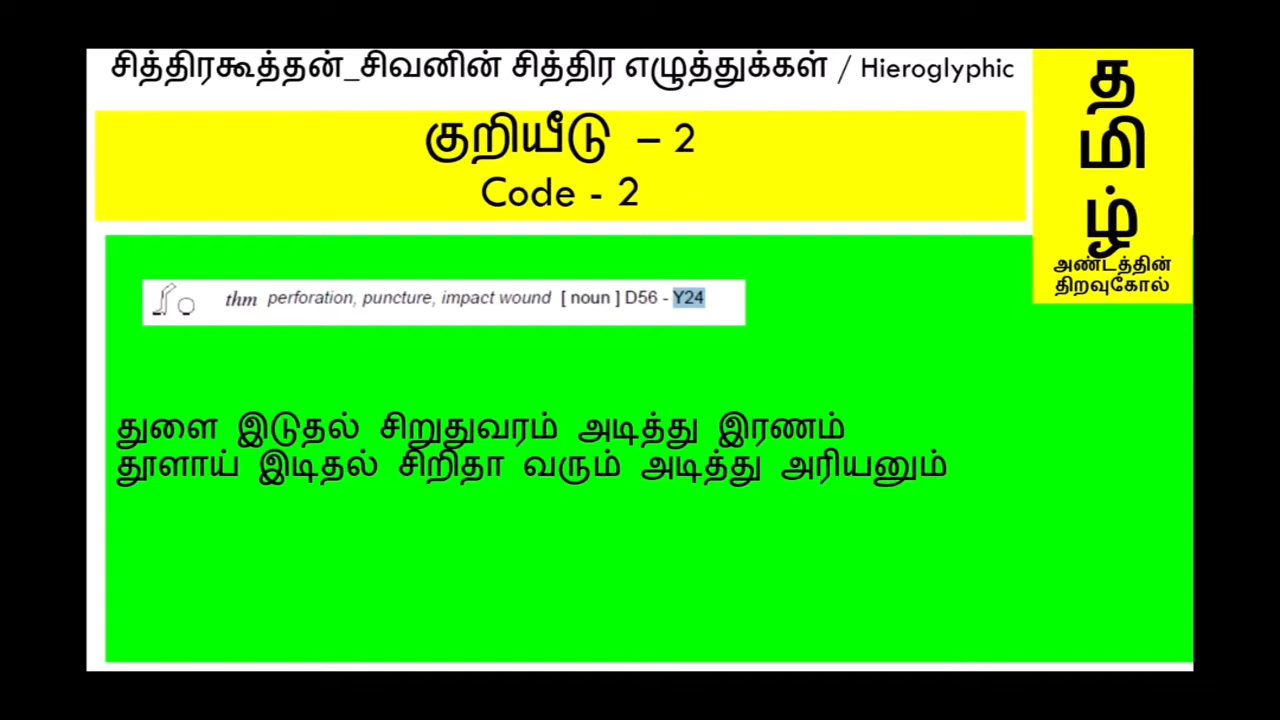 சித்திரகூத்தன்_சிவனின் சித்திர எழுத்துக்கள் / Hieroglyphic
குறியீடு – 2
Code - 2
த
மி
ழ்
அண்டத்தின்
திறவுகோல்
thm perforation, puncture, impact wound [ noun ] D56 - Y24
துளை இடுதல் சிறுதுவரம் அடித்து இரணம்
தூளாய் இடிதல் சிறிதா வரும் அடித்து அரியனும்